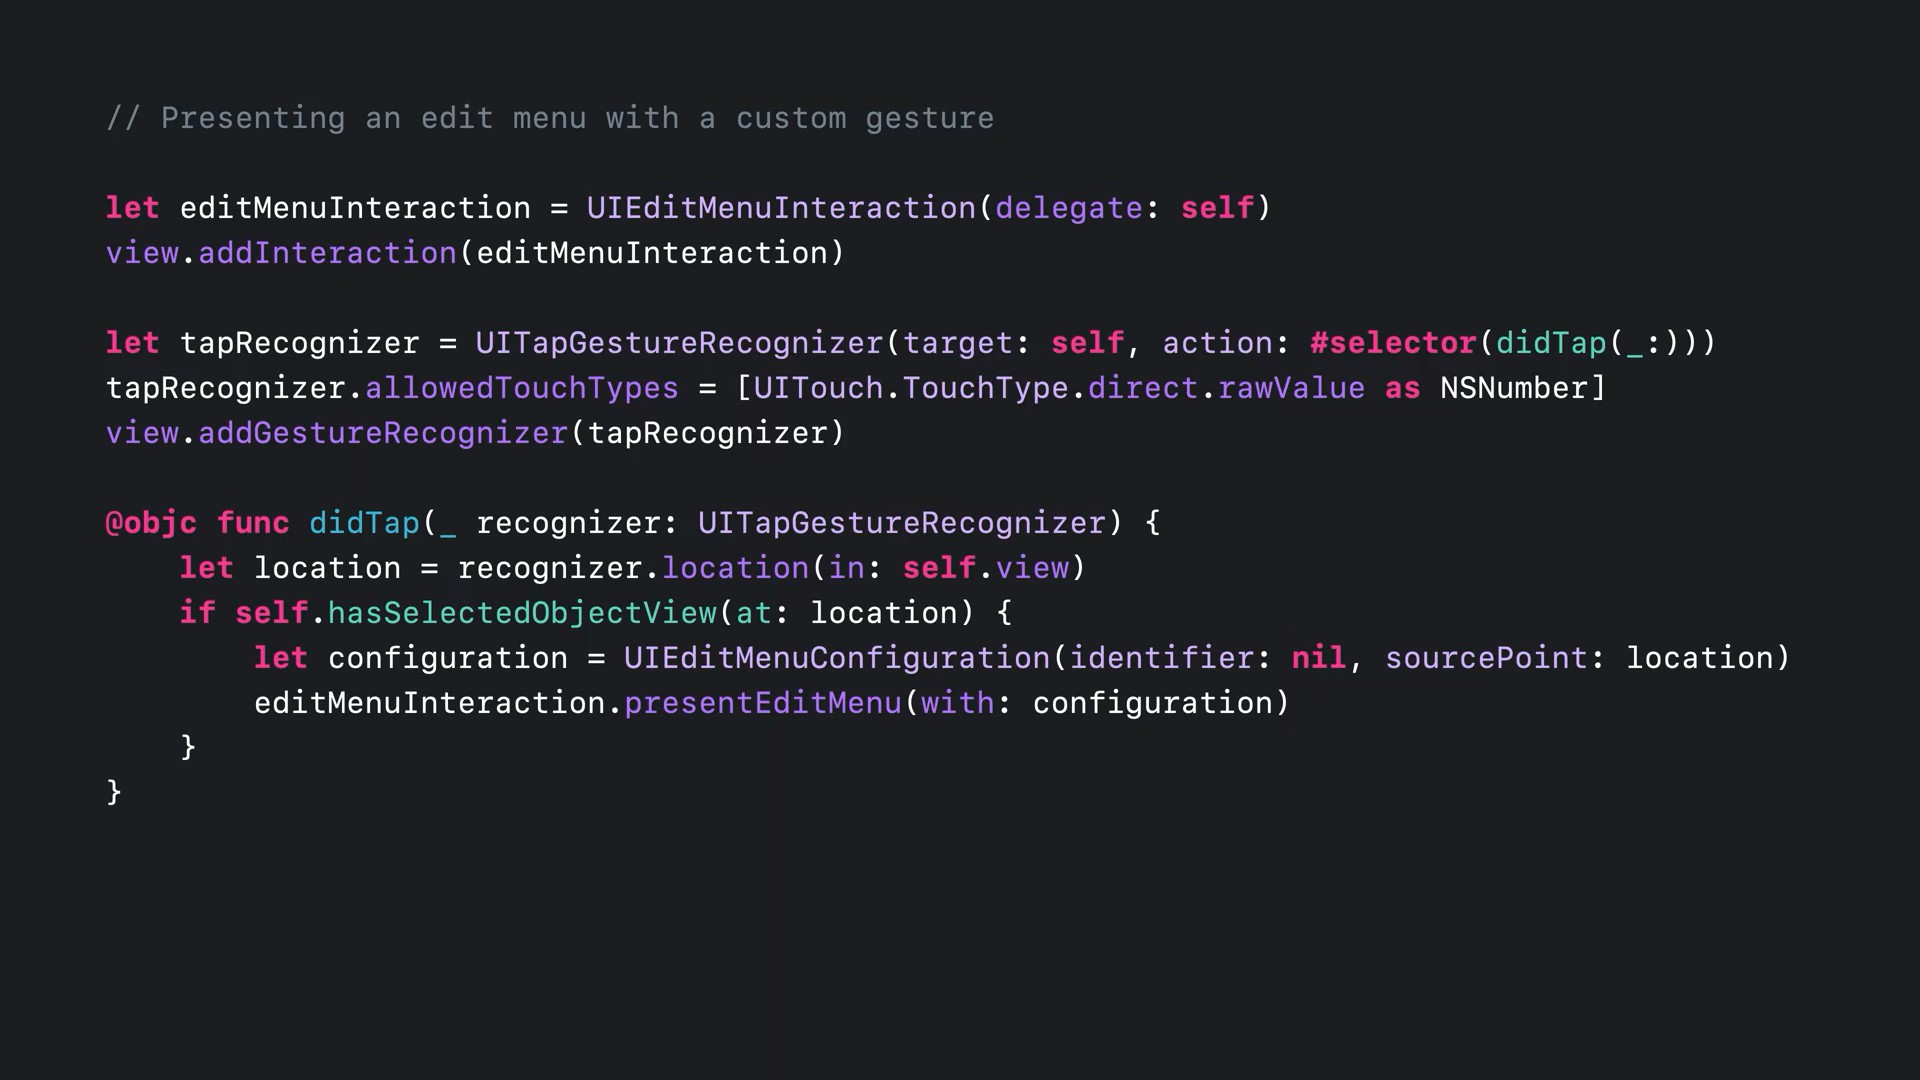 // Presenting an edit menu with a custom gesture
let editMenuInteraction = UIEditMenuInteraction(delegate: self)
view.addInteraction(editMenuInteraction)
let tapRecognizer = UITapGestureRecognizer(target: self, action: #selector(didTap(_:)))
tapRecognizer.allowedTouchTypes = [UITouch.TouchType.direct.rawValue as NSNumber]
view.addGestureRecognizer(tapRecognizer)
@objc func didTap(_ recognizer: UITapGestureRecognizer) {
    let location = recognizer.location(in: self.view)
    if self.hasSelectedObjectView(at: location) {
        let configuration = UIEditMenuConfiguration(identifier: nil, sourcePoint: location)
        editMenuInteraction.presentEditMenu(with: configuration)
    }
}